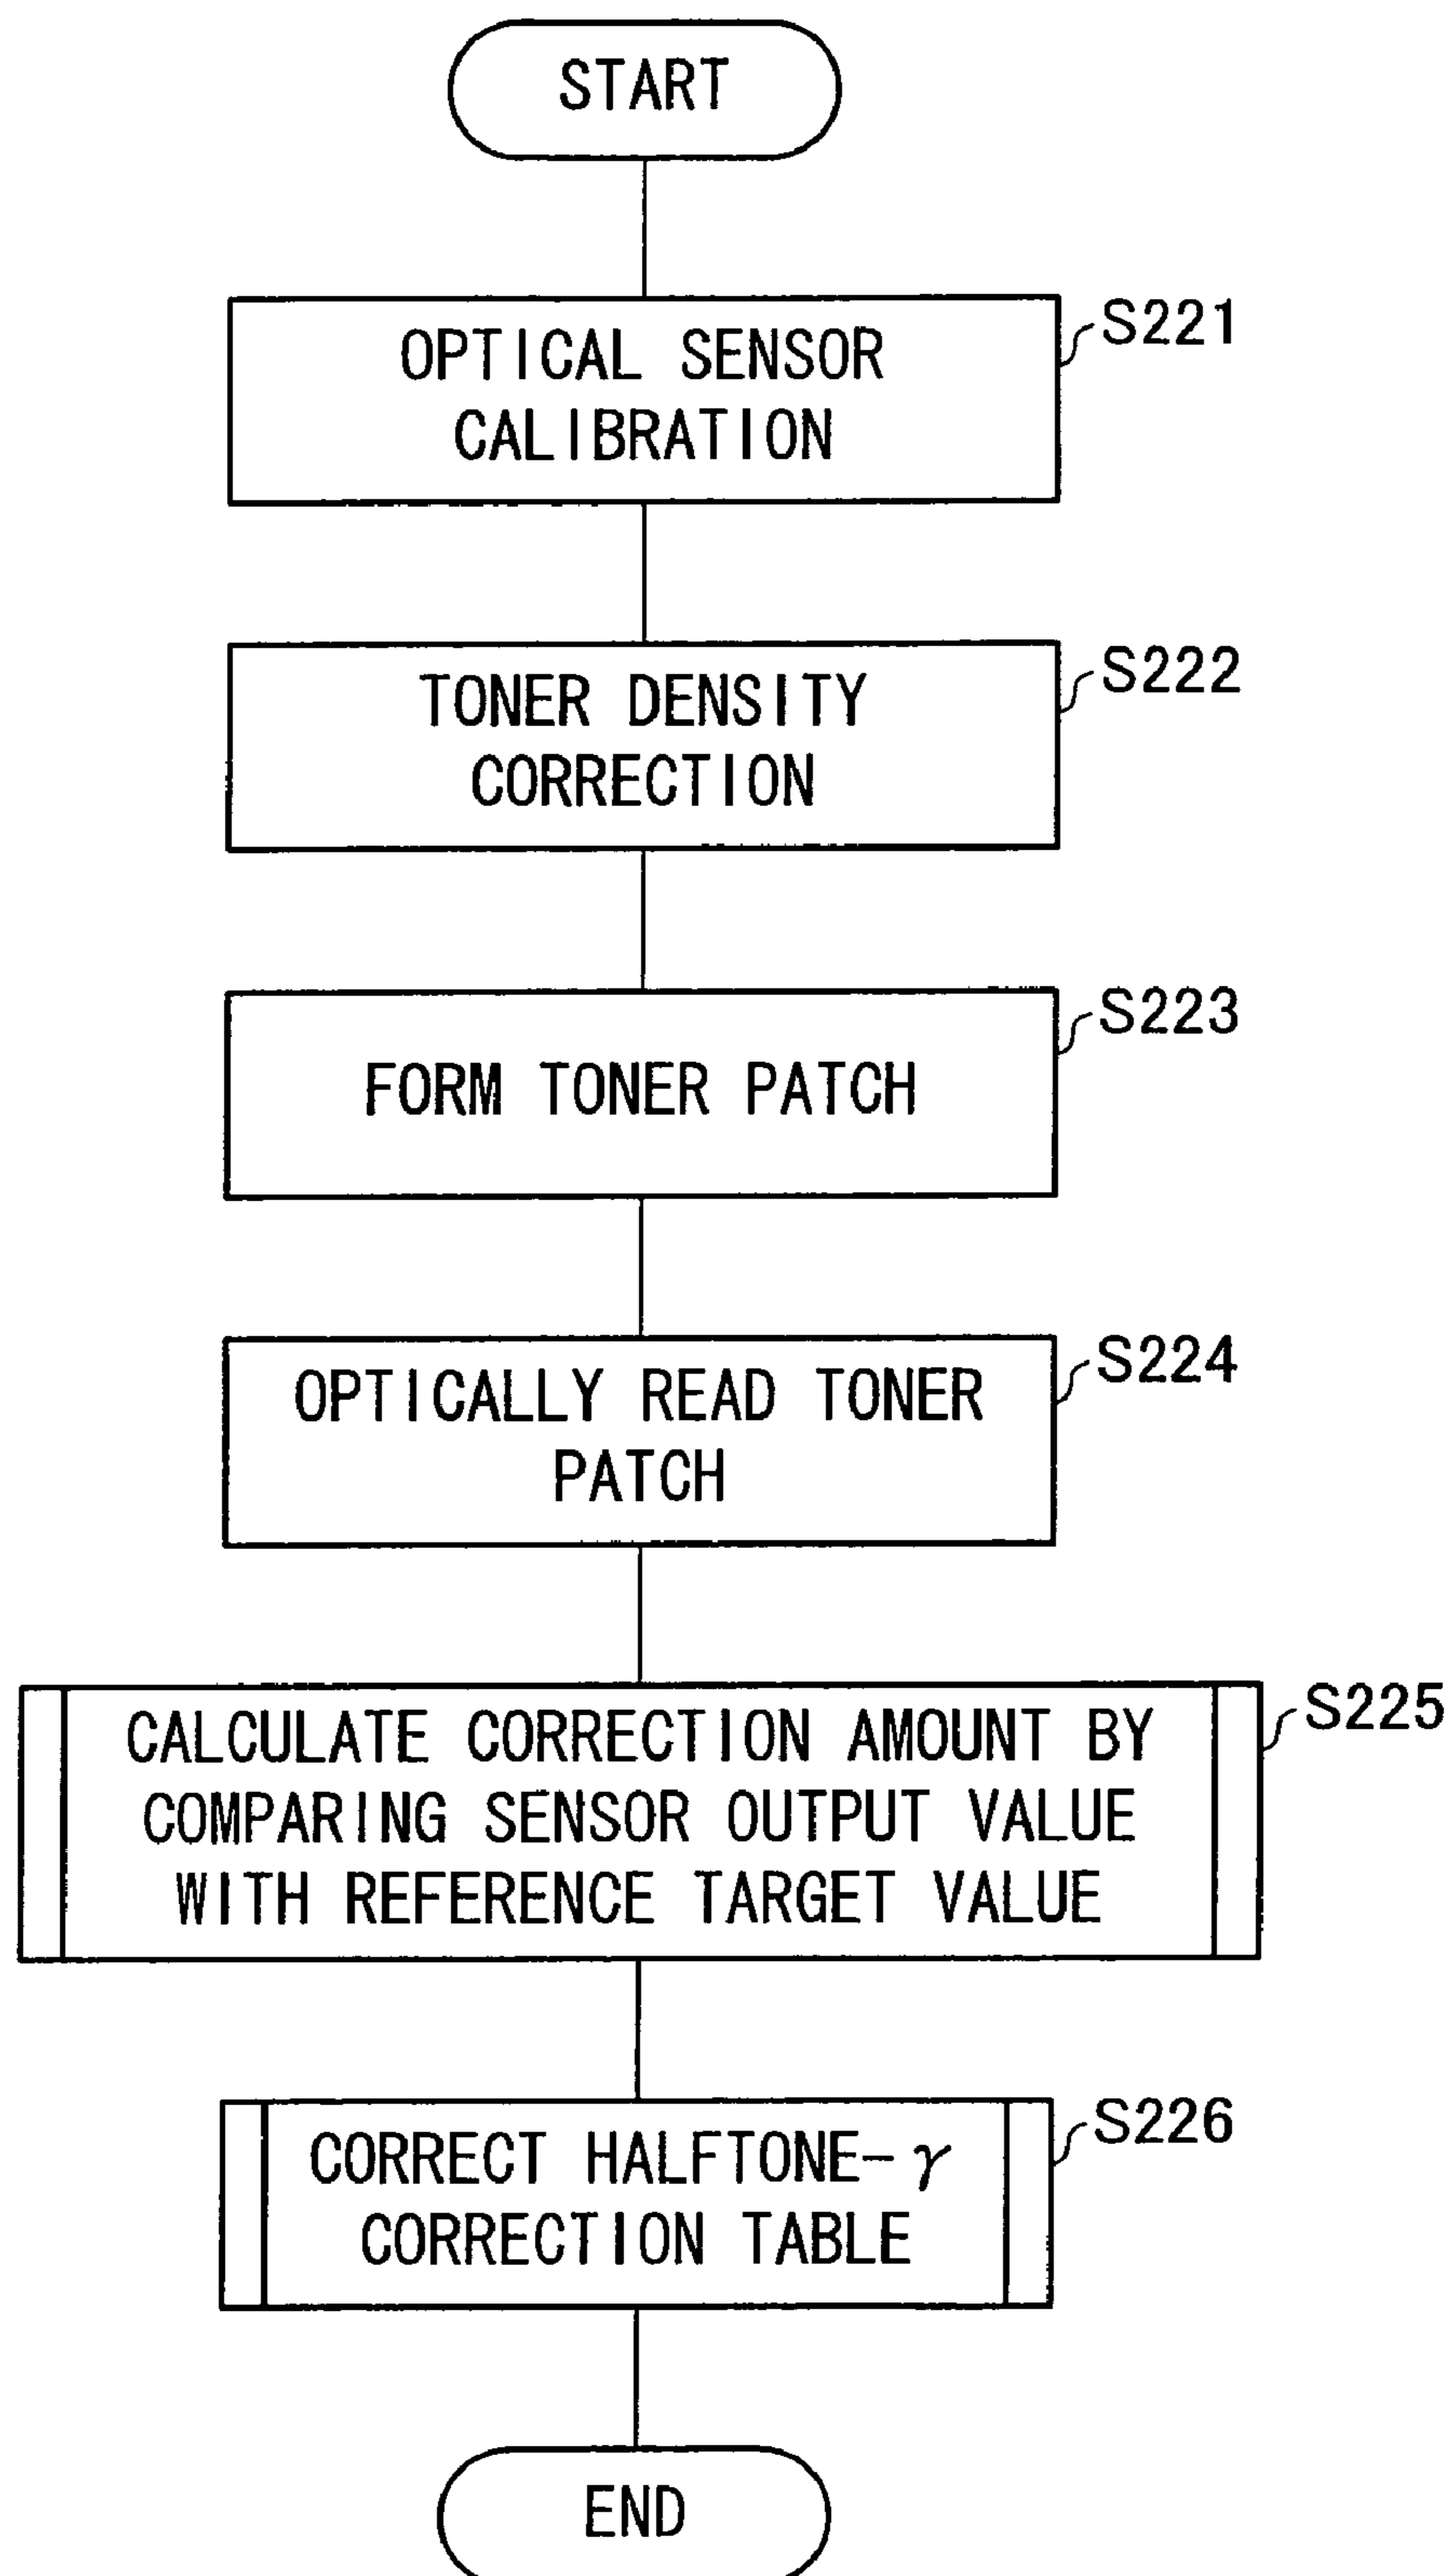 START
OPTICAL SENSOR
CALIBRATION
S221
TONER DENSITY
CORRECTION
S222
FORM TONER PATCH
S223
OPTICALLY READ TONER
PATCH
S224
CALCULATE CORRECTION AMOUNT BY
COMPARING SENSOR OUTPUT VALUE
WITH REFERENCE TARGET VALUE
S225
CORRECT HALFTONE-γ
CORRECTION TABLE
S226
END